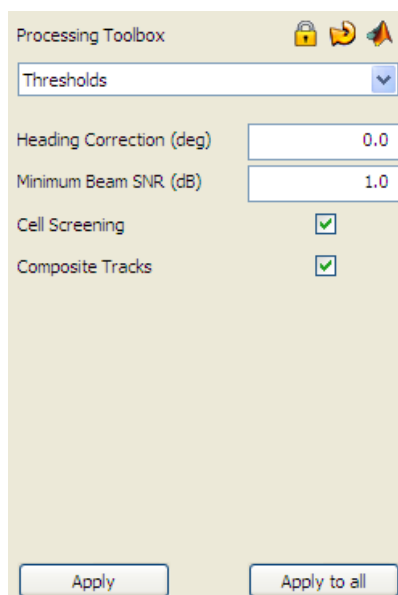 Processing Toolbox
Thresholds
Heading Correction (deg) 0.0
Minimum Beam SNR (dB) 1.0
Cell Screening
Composite Tracks
Apply Apply to all